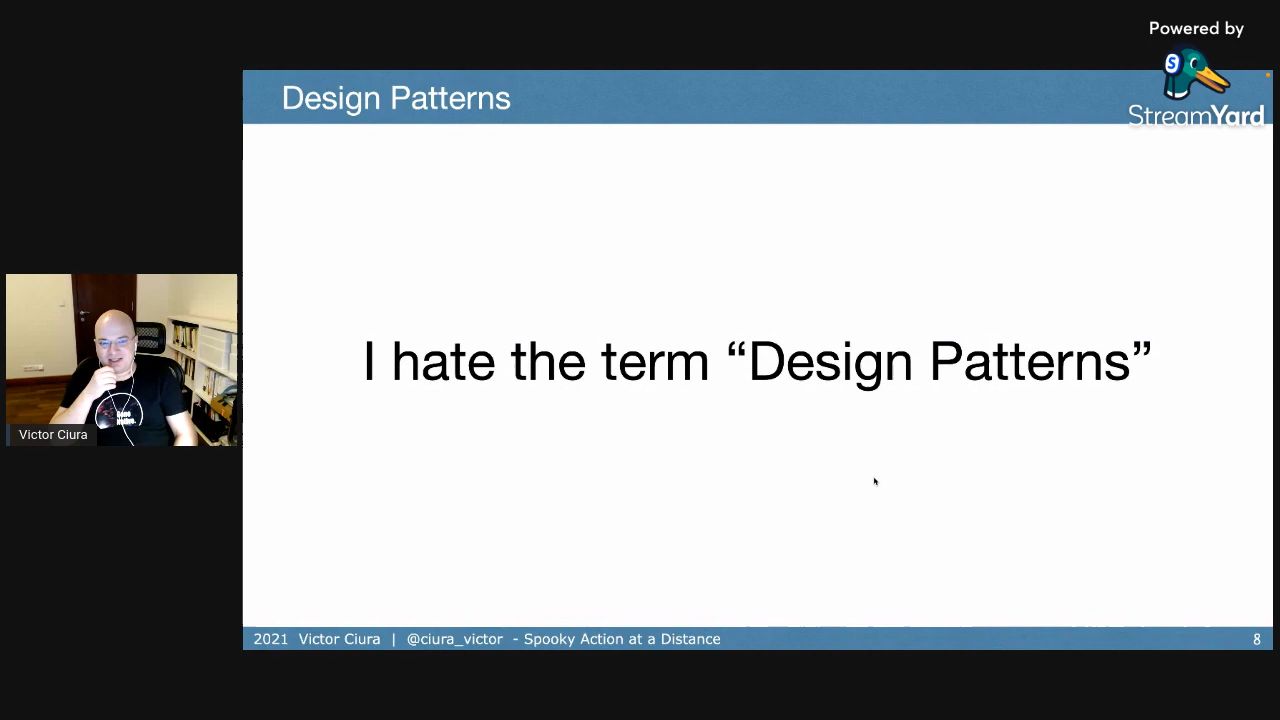 Powered by
StreamYard
Design Patterns
I hate the term “Design Patterns”
Victor Ciura
2021 Victor Ciura | @ciura_victor - Spooky Action at a Distance
8